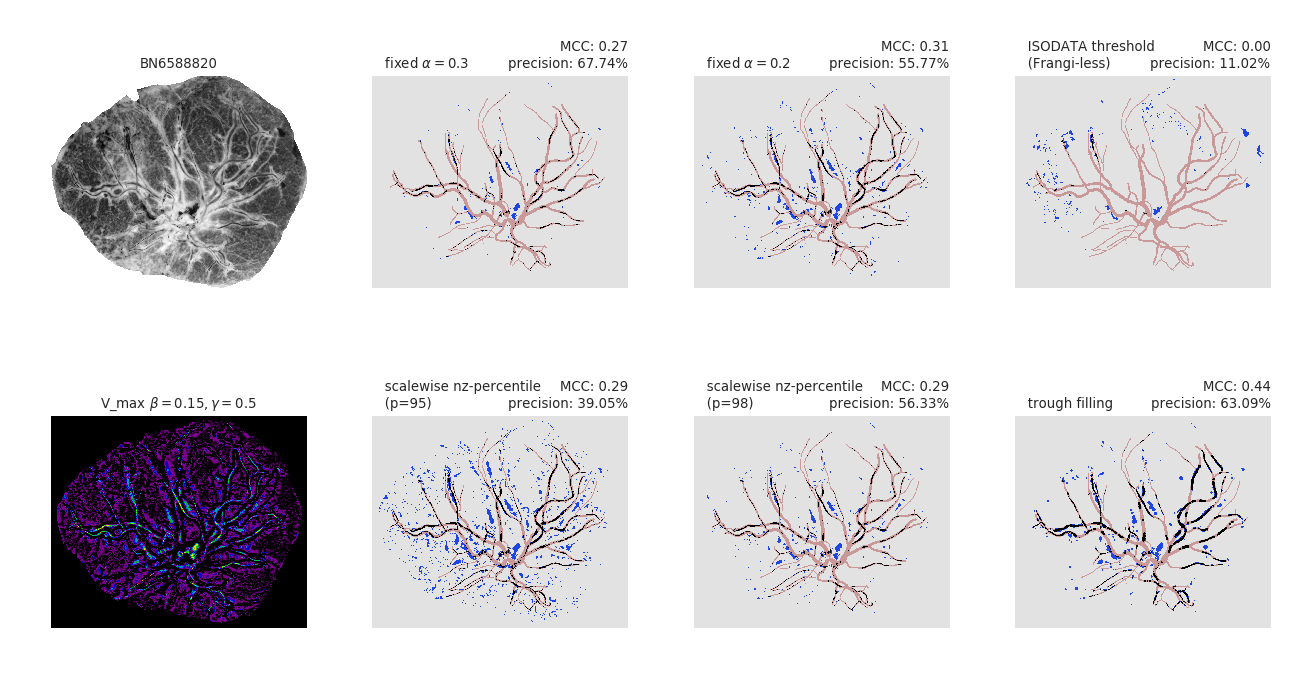 BN6588820
MCC: 0.27
fixed α = 0.3 precision: 67.74%
MCC: 0.31
fixed α = 0.2 precision: 55.77%
ISODATA threshold MCC: 0.00
(Frangi-less) precision: 11.02%
V_max β = 0.15, γ = 0.5
scalewise nz-percentile MCC: 0.29
(p=95) precision: 39.05%
scalewise nz-percentile MCC: 0.29
(p=98) precision: 56.33%
MCC: 0.44
trough filling precision: 63.09%